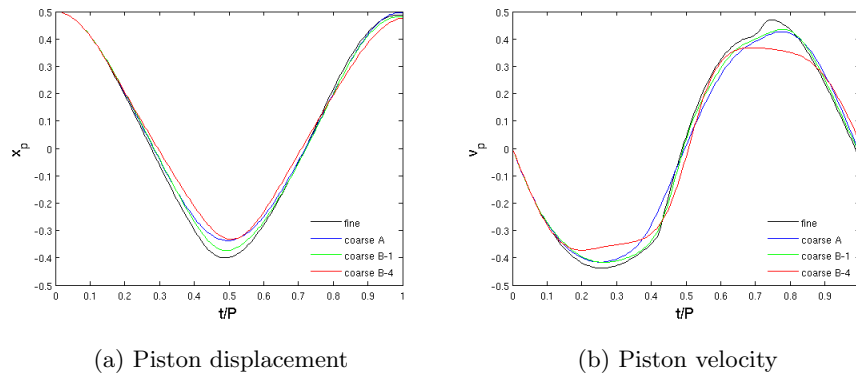 0.5
0.4
0.3
0.2
0.1
0
-0.1
-0.2
-0.3
-0.4
-0.5
x_p
0 0.1 0.2 0.3 0.4 0.5 0.6 0.7 0.8 0.9 1
t/P
fine
coarse A
coarse B-1
coarse B-4
(a) Piston displacement
0.5
0.4
0.3
0.2
0.1
0
-0.1
-0.2
-0.3
-0.4
-0.5
v_p
0 0.1 0.2 0.3 0.4 0.5 0.6 0.7 0.8 0.9
t/P
fine
coarse A
coarse B-1
coarse B-4
(b) Piston velocity